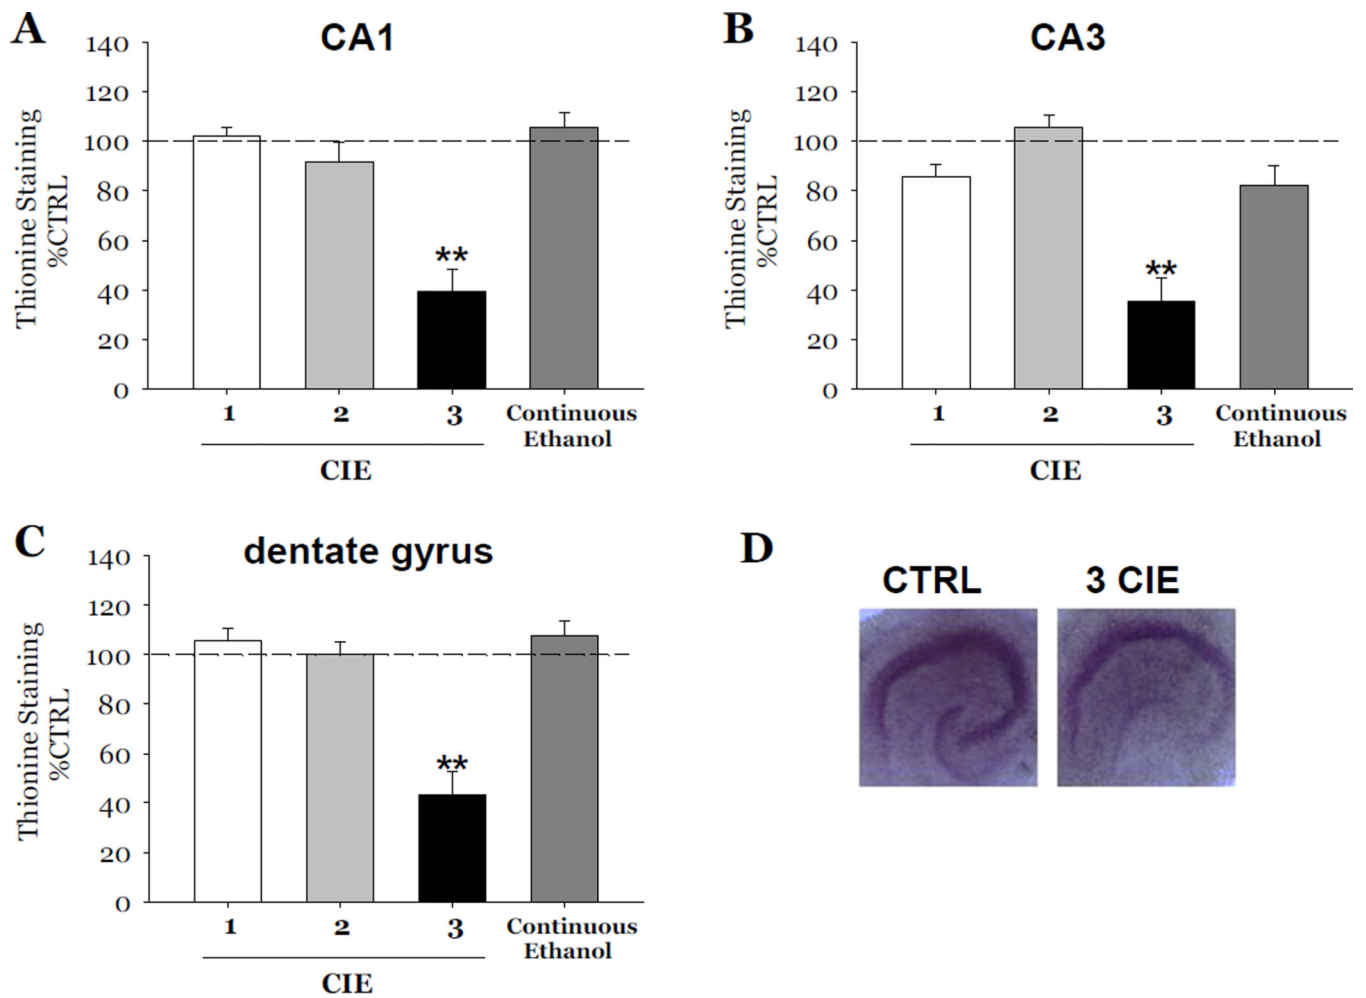 A
CA1
Thionine Staining
%CTRL
140
120
100
80
60
40
20
0
1
2
3
Continuous
Ethanol
CIE
**
B
CA3
Thionine Staining
%CTRL
140
120
100
80
60
40
20
0
1
2
3
Continuous
Ethanol
CIE
**
C
dentate gyrus
Thionine Staining
%CTRL
140
120
100
80
60
40
20
0
1
2
3
Continuous
Ethanol
CIE
**
D
CTRL
3 CIE